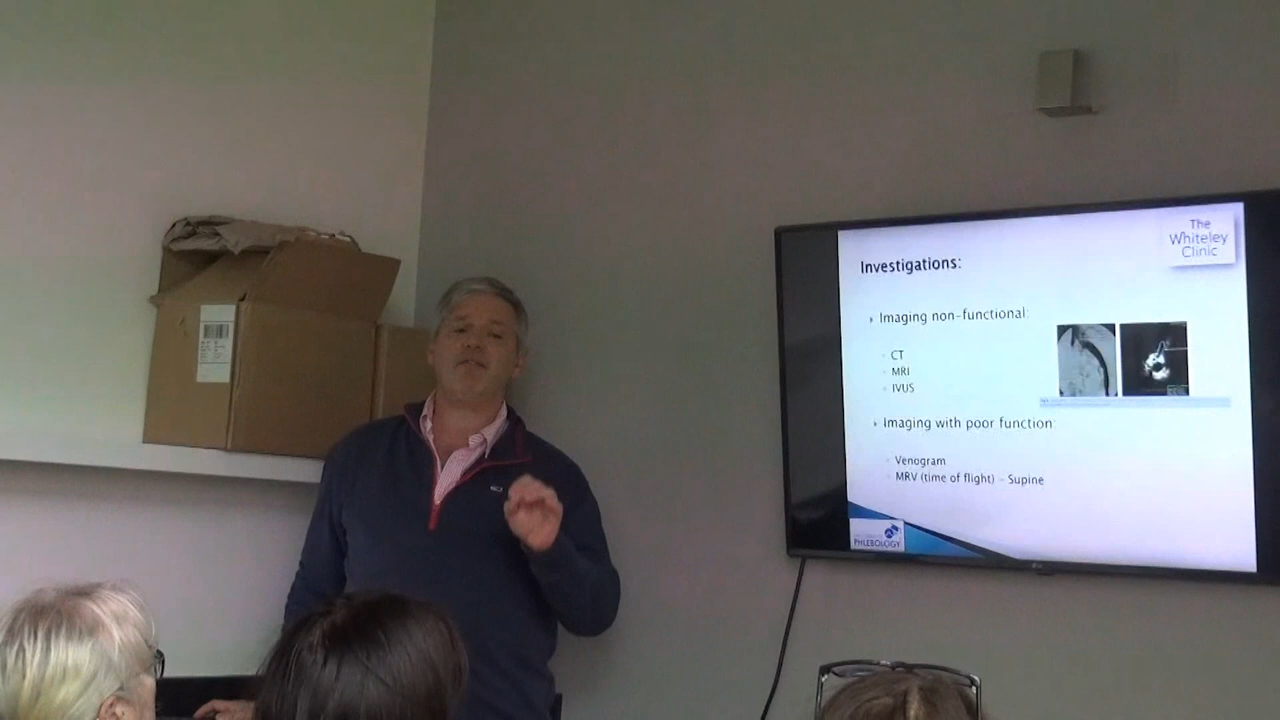 The
Whiteley
Clinic
Investigations:
Imaging non-functional:
CT
MRI
IVUS
Imaging with poor function:
Venogram
MRV (time of flight) - Supine
PHLEBOLOGY